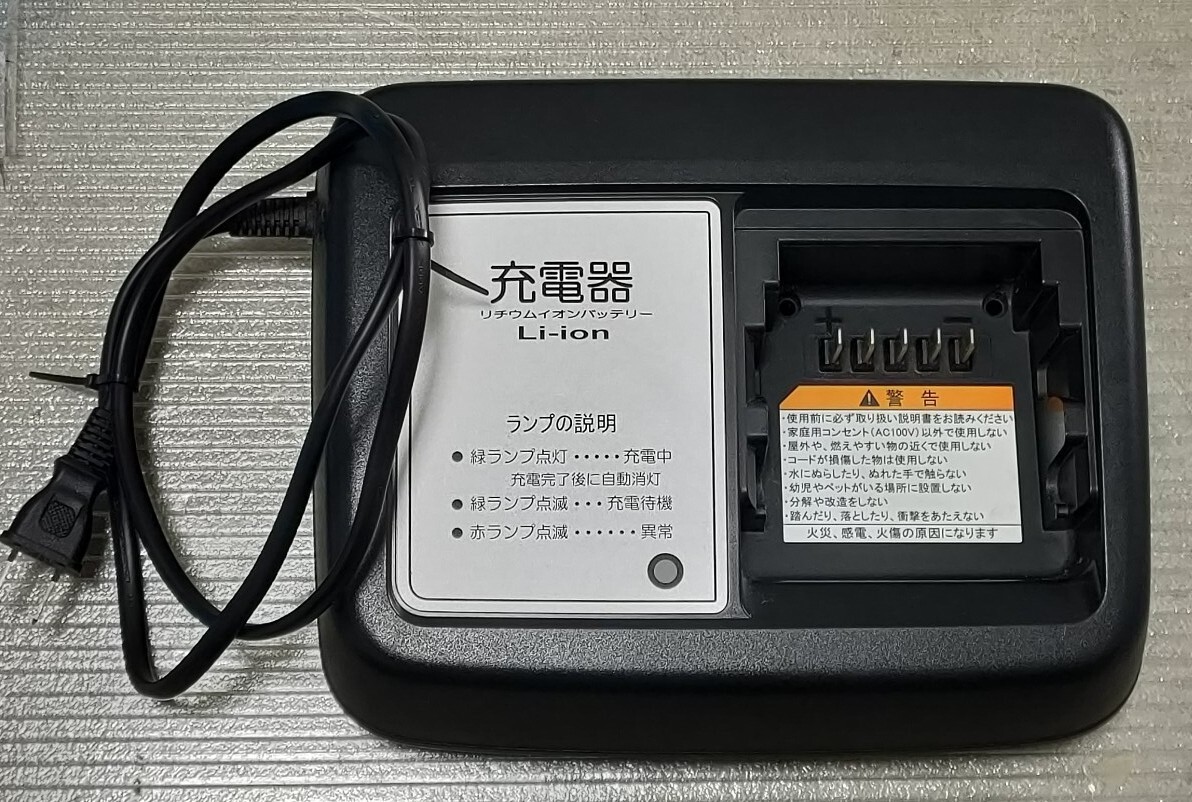 充電器
リチウムイオンバッテリー
Li-ion
ランプの説明
●緑ランプ点灯・・・・・充電中
充電完了後に自動消灯
●緑ランプ点滅・・・充電待機
●赤ランプ点滅・・・・・・異常
+ −
警告
・使用前に必ず取り扱い説明書をお読みください
・家庭用コンセント(AC100V)以外で使用しない
・屋外や、燃えやすい物の近くで使用しない
・コードが損傷した物は使用しない
・水にぬらしたり、ぬれた手で触らない
・幼児やペットがいる場所に設置しない
・分解や改造をしない
・踏んだり、落としたり、衝撃をあたえない
火災、感電、火傷の原因になります